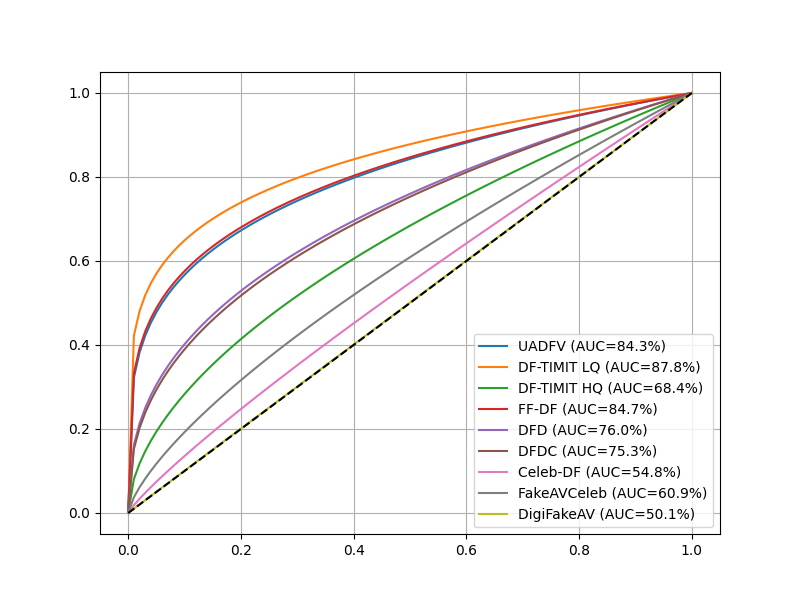 1.0
0.8
0.6
0.4
0.2
0.0
0.0 0.2 0.4 0.6 0.8 1.0
UADFV (AUC=84.3%)
DF-TIMIT LQ (AUC=87.8%)
DF-TIMIT HQ (AUC=68.4%)
FF-DF (AUC=84.7%)
DFD (AUC=76.0%)
DFDC (AUC=75.3%)
Celeb-DF (AUC=54.8%)
FakeAVCeleb (AUC=60.9%)
DigiFakeAV (AUC=50.1%)